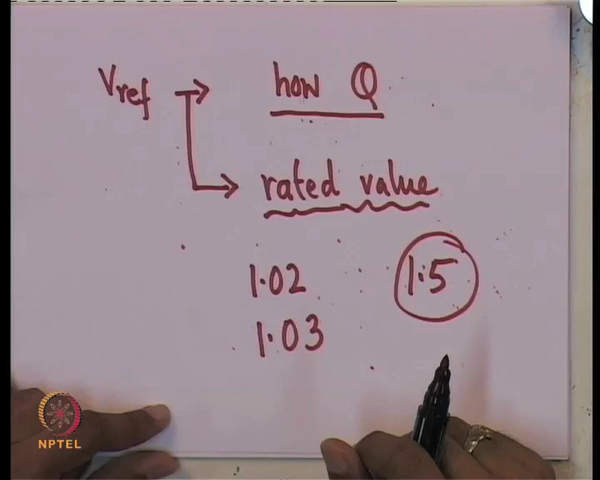 Vref → how Q
→ rated value
1.02 1.5
1.03
NPTEL